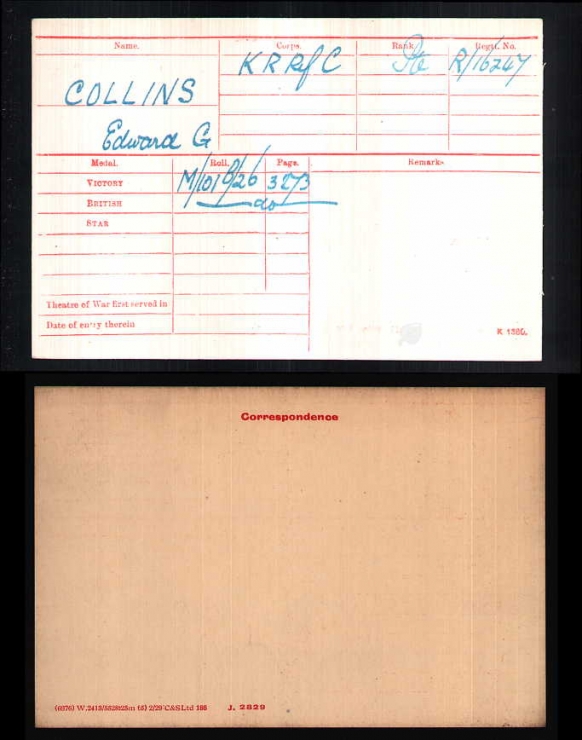 Name. Corps. Rank. Regtl. No.
COLLINS K R Rif C Pte R/16247
Edward G
Medal. Roll. Page. Remarks.
VICTORY M/101 B/26 3273
BRITISH do
STAR
Theatre of War first served in
Date of entry therein
K 1380.
Correspondence
J. 2829